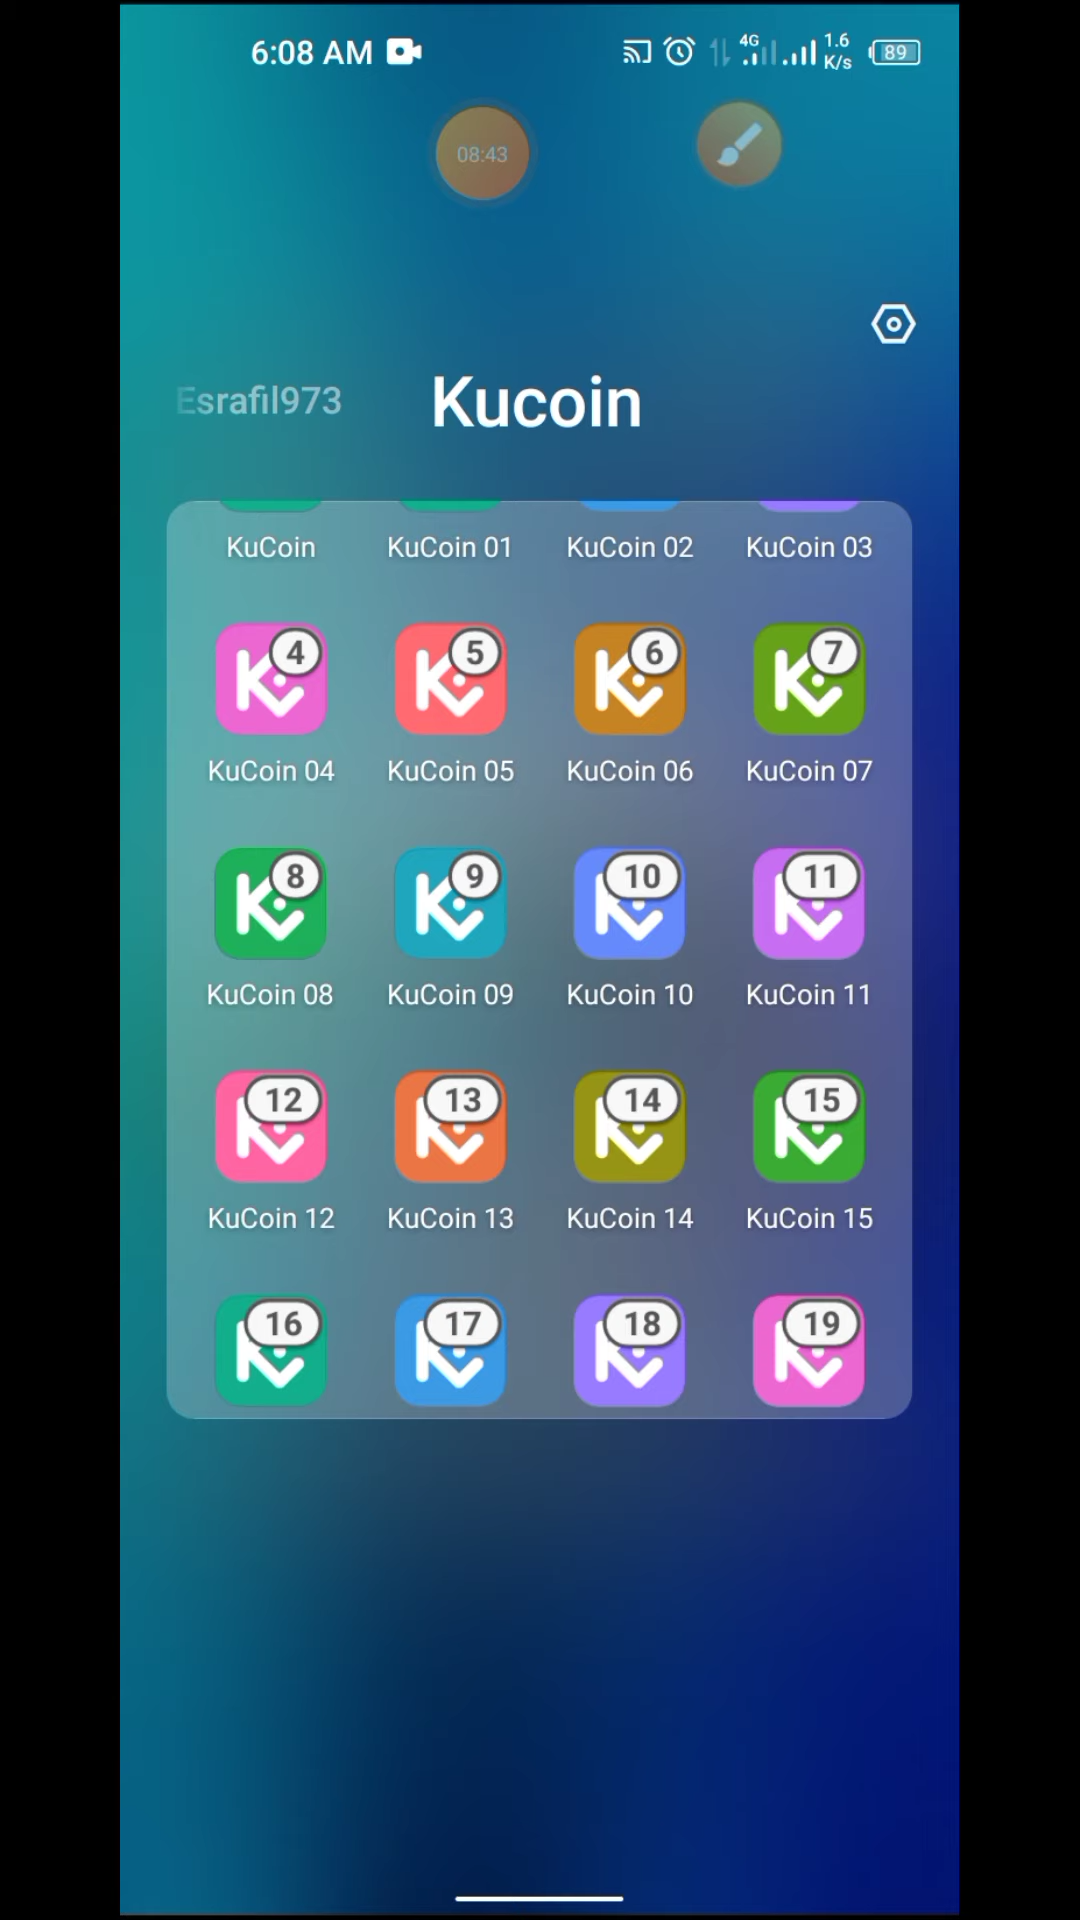 6:08 AM 4G 1.6 K/s 89
08:43
Esrafil973 Kucoin
KuCoin KuCoin 01 KuCoin 02 KuCoin 03
4 5 6 7
KuCoin 04 KuCoin 05 KuCoin 06 KuCoin 07
8 9 10 11
KuCoin 08 KuCoin 09 KuCoin 10 KuCoin 11
12 13 14 15
KuCoin 12 KuCoin 13 KuCoin 14 KuCoin 15
16 17 18 19